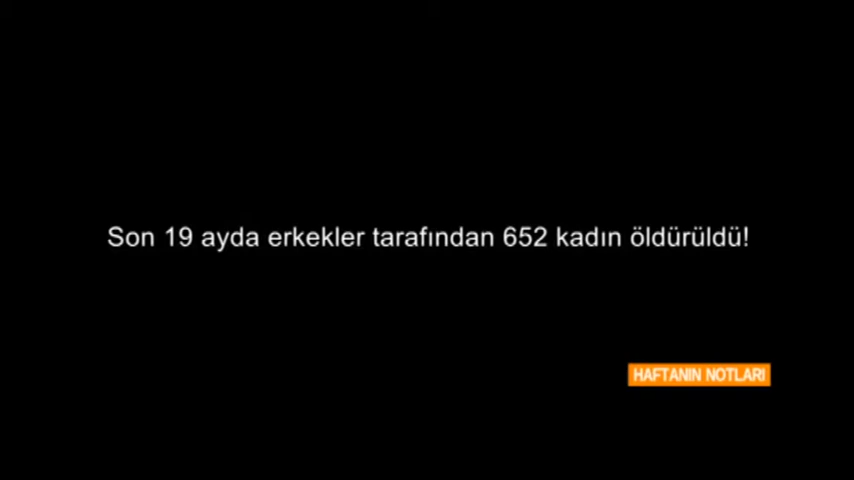 Son 19 ayda erkekler tarafından 652 kadın öldürüldü!
HAFTANIN NOTLARI